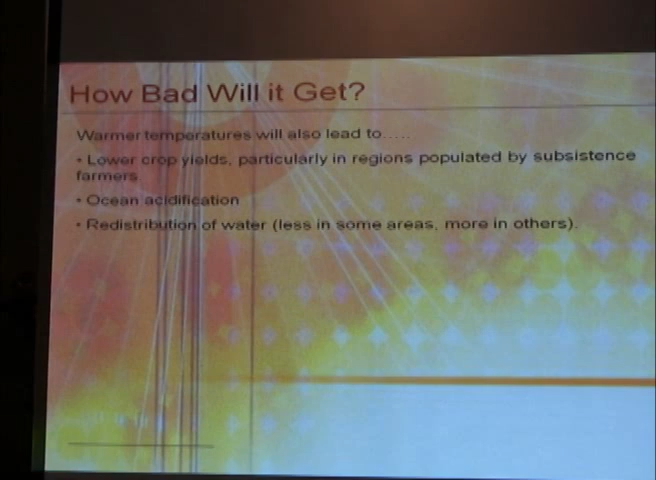 How Bad Will it Get?
Warmer temperatures will also lead to.....
• Lower crop yields, particularly in regions populated by subsistence
farmers
• Ocean acidification
• Redistribution of water (less in some areas, more in others).